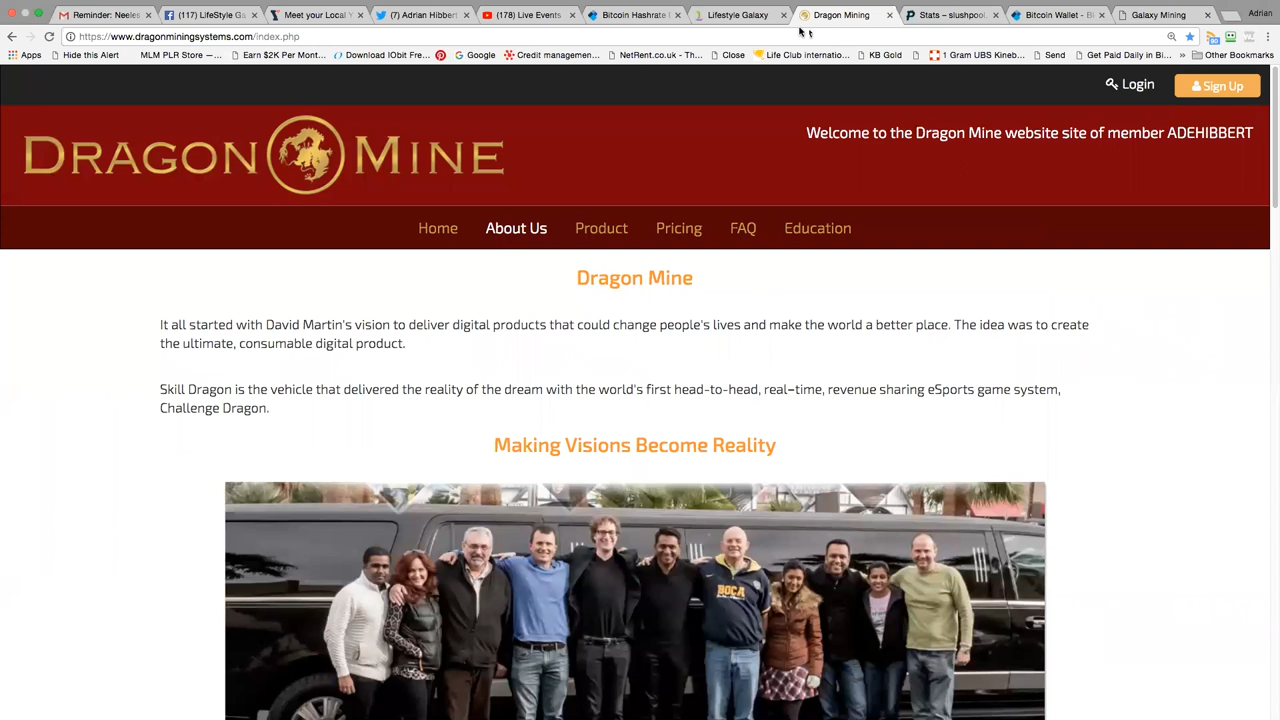 Reminder: Neeles
(117) LifeStyle Ga
Meet your Local Y
(7) Adrian Hibbert
(178) Live Events
Bitcoin Hashrate
Lifestyle Galaxy
Dragon Mining
Stats – slushpool.
Bitcoin Wallet - B
Galaxy Mining
Adrian
https://www.dragonminingsystems.com/index.php
Apps
Hide this Alert
MLM PLR Store — ...
Earn $2K Per Mont...
Download IObit Fre...
Google
Credit managemen...
NetRent.co.uk - Th...
Close
Life Club internatio...
KB Gold
1 Gram UBS Kineb...
Send
Get Paid Daily in Bi...
»
Other Bookmarks
Login
Sign Up
DRAGON MINE
Welcome to the Dragon Mine website site of member ADEHIBBERT
Home
About Us
Product
Pricing
FAQ
Education
Dragon Mine
It all started with David Martin's vision to deliver digital products that could change people's lives and make the world a better place. The idea was to create
the ultimate, consumable digital product.
Skill Dragon is the vehicle that delivered the reality of the dream with the world's first head-to-head, real–time, revenue sharing eSports game system,
Challenge Dragon.
Making Visions Become Reality
BOCA